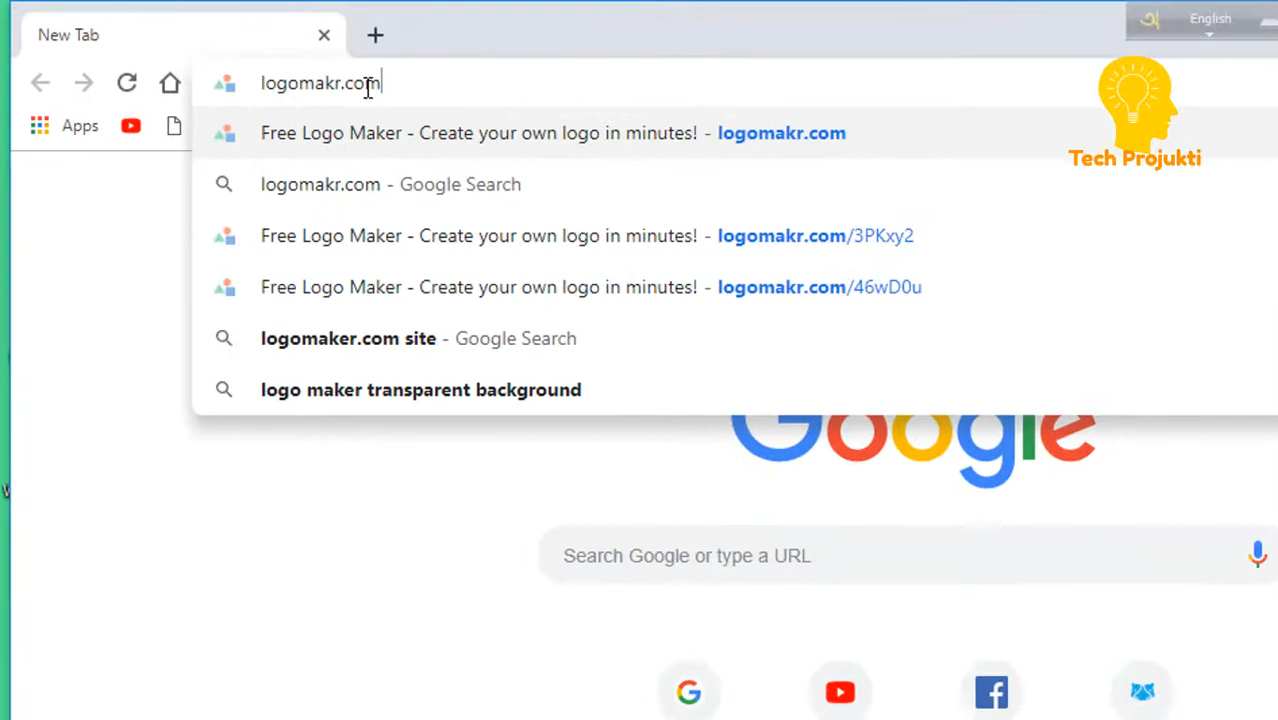 New Tab
অ English
logomakr.com
Apps
Free Logo Maker - Create your own logo in minutes! - logomakr.com
Tech Projukti
logomakr.com - Google Search
Free Logo Maker - Create your own logo in minutes! - logomakr.com/3PKxy2
Free Logo Maker - Create your own logo in minutes! - logomakr.com/46wD0u
logomaker.com site - Google Search
logo maker transparent background
Google
Search Google or type a URL